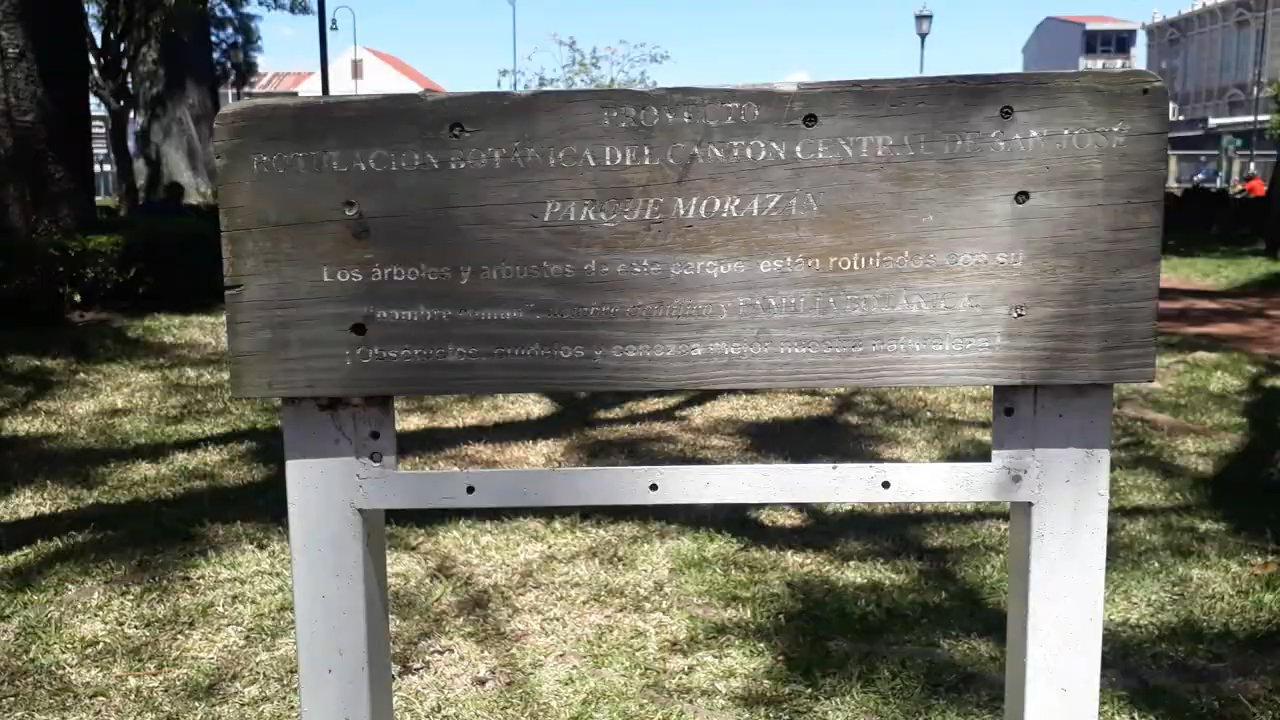 PROYECTO
ROTULACIÓN BOTÁNICA DEL CANTÓN CENTRAL DE SAN JOSÉ
PARQUE MORAZÁN
Los árboles y arbustos de este parque están rotulados con su
"nombre común", nombre científico y FAMILIA BOTÁNICA.
¡Obsérvelos, cuídelos y conozca mejor nuestra naturaleza!